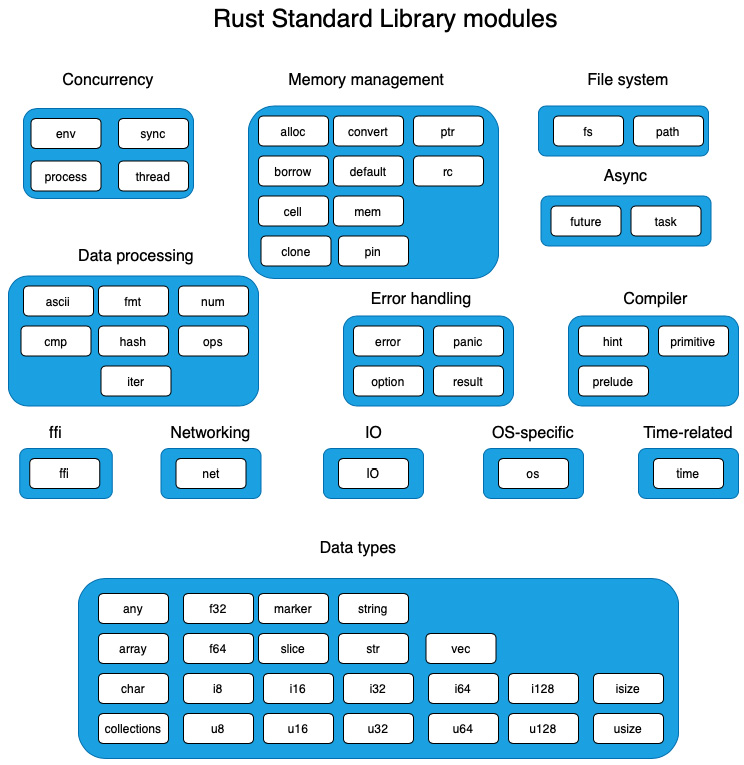 Rust Standard Library modules
Concurrency
env
sync
process
thread
Memory management
alloc
convert
ptr
borrow
default
rc
cell
mem
clone
pin
File system
fs
path
Async
future
task
Data processing
ascii
fmt
num
cmp
hash
ops
iter
Error handling
error
panic
option
result
Compiler
hint
primitive
prelude
ffi
ffi
Networking
net
IO
IO
OS-specific
os
Time-related
time
Data types
any
f32
marker
string
array
f64
slice
str
vec
char
i8
i16
i32
i64
i128
isize
collections
u8
u16
u32
u64
u128
usize